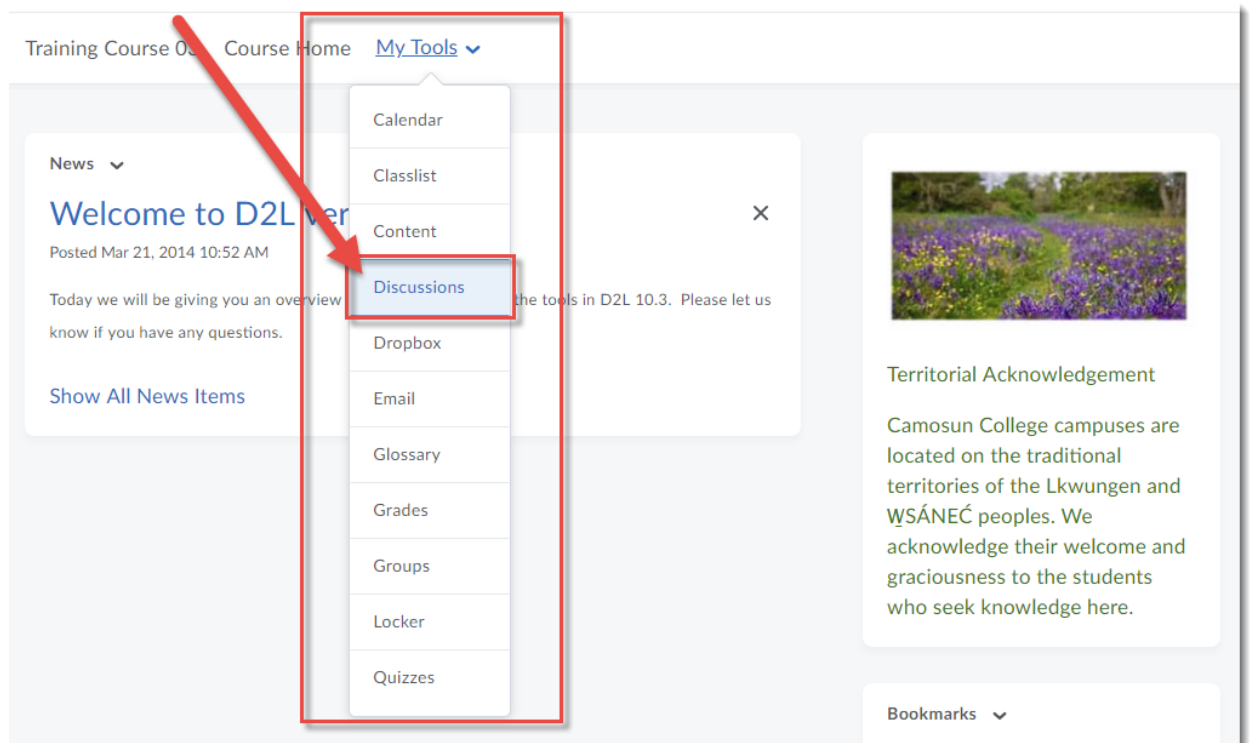 Training Course 03 Course Home My Tools
Calendar
Classlist
Content
Discussions
Dropbox
Email
Glossary
Grades
Groups
Locker
Quizzes
News
Welcome to D2L
Posted Mar 21, 2014 10:52 AM
Today we will be giving you an overview the tools in D2L 10.3. Please let us
know if you have any questions.
Show All News Items
Territorial Acknowledgement
Camosun College campuses are
located on the traditional
territories of the Lkwungen and
W̱SÁNEĆ peoples. We
acknowledge their welcome and
graciousness to the students
who seek knowledge here.
Bookmarks